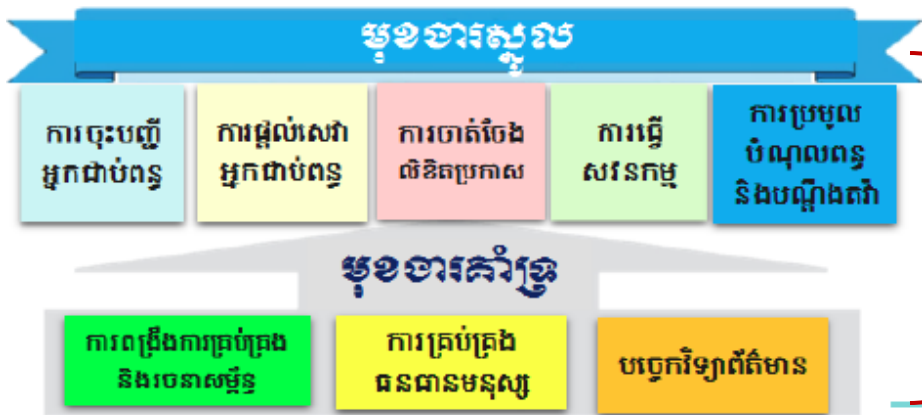 មុខងារស្នូល
ការចុះបញ្ជី
អ្នកជាប់ពន្ធ
ការផ្តល់សេវា
អ្នកជាប់ពន្ធ
ការចាត់ចែង
លិខិតប្រកាស
ការធ្វើ
សវនកម្ម
ការប្រមូល
បំណុលពន្ធ
និងបណ្តឹងតវ៉ា
មុខងារគាំទ្រ
ការពង្រឹងការគ្រប់គ្រង
និងរចនាសម្ព័ន្ធ
ការគ្រប់គ្រង
ធនធានមនុស្ស
បច្ចេកវិទ្យាព័ត៌មាន